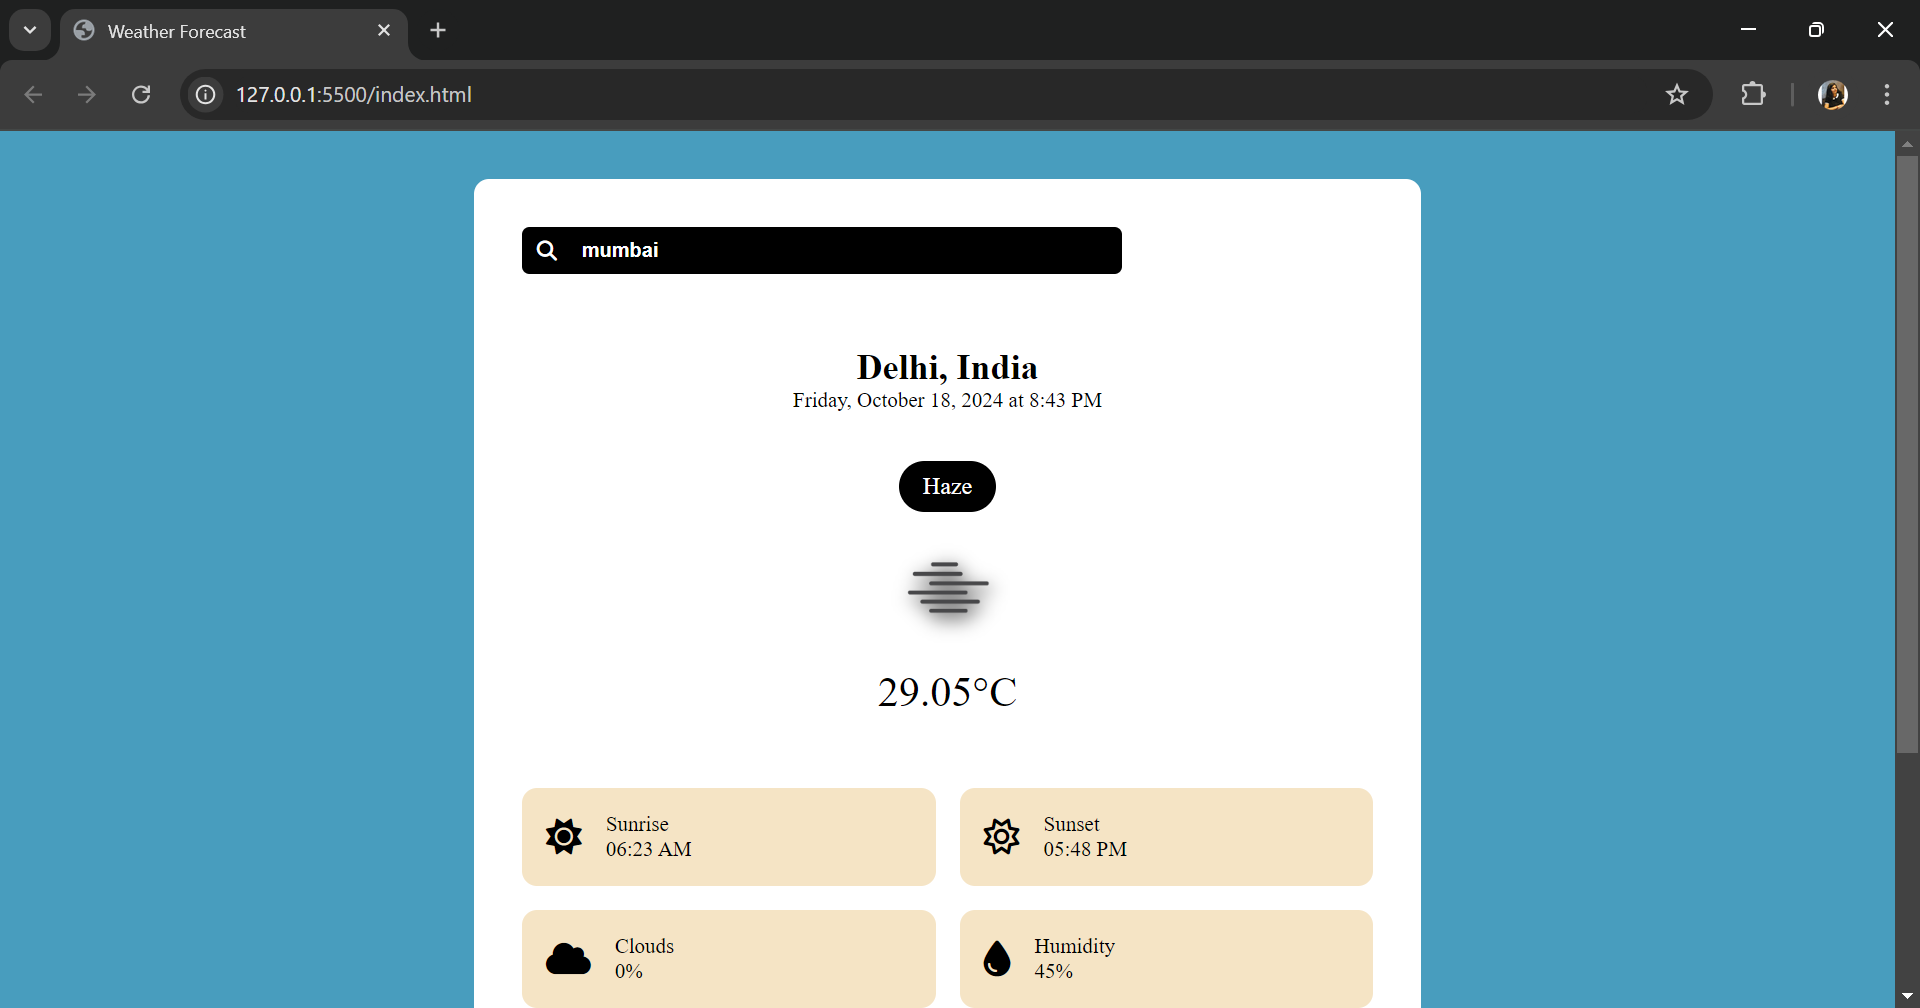 Weather Forecast
127.0.0.1:5500/index.html
mumbai
Delhi, India
Friday, October 18, 2024 at 8:43 PM
Haze
29.05°C
Sunrise
06:23 AM
Sunset
05:48 PM
Clouds
0%
Humidity
45%